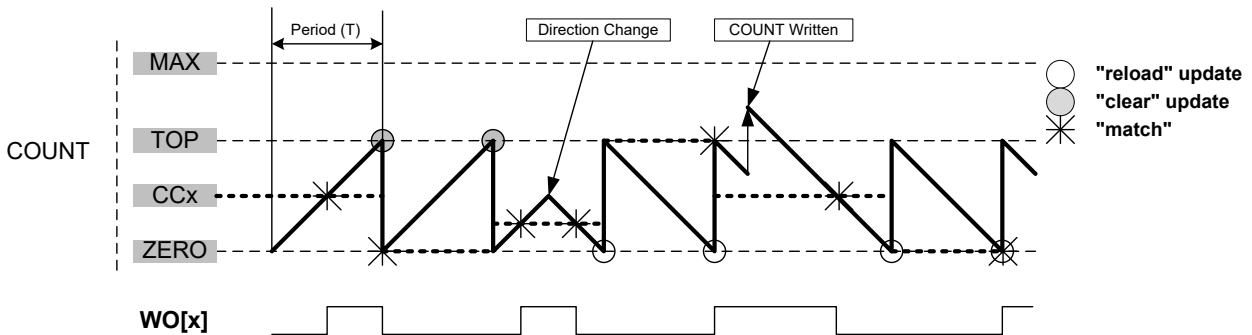 Period (T)
Direction Change
COUNT Written
MAX
"reload" update
"clear" update
TOP
"match"
COUNT
CCx
ZERO
WO[x]